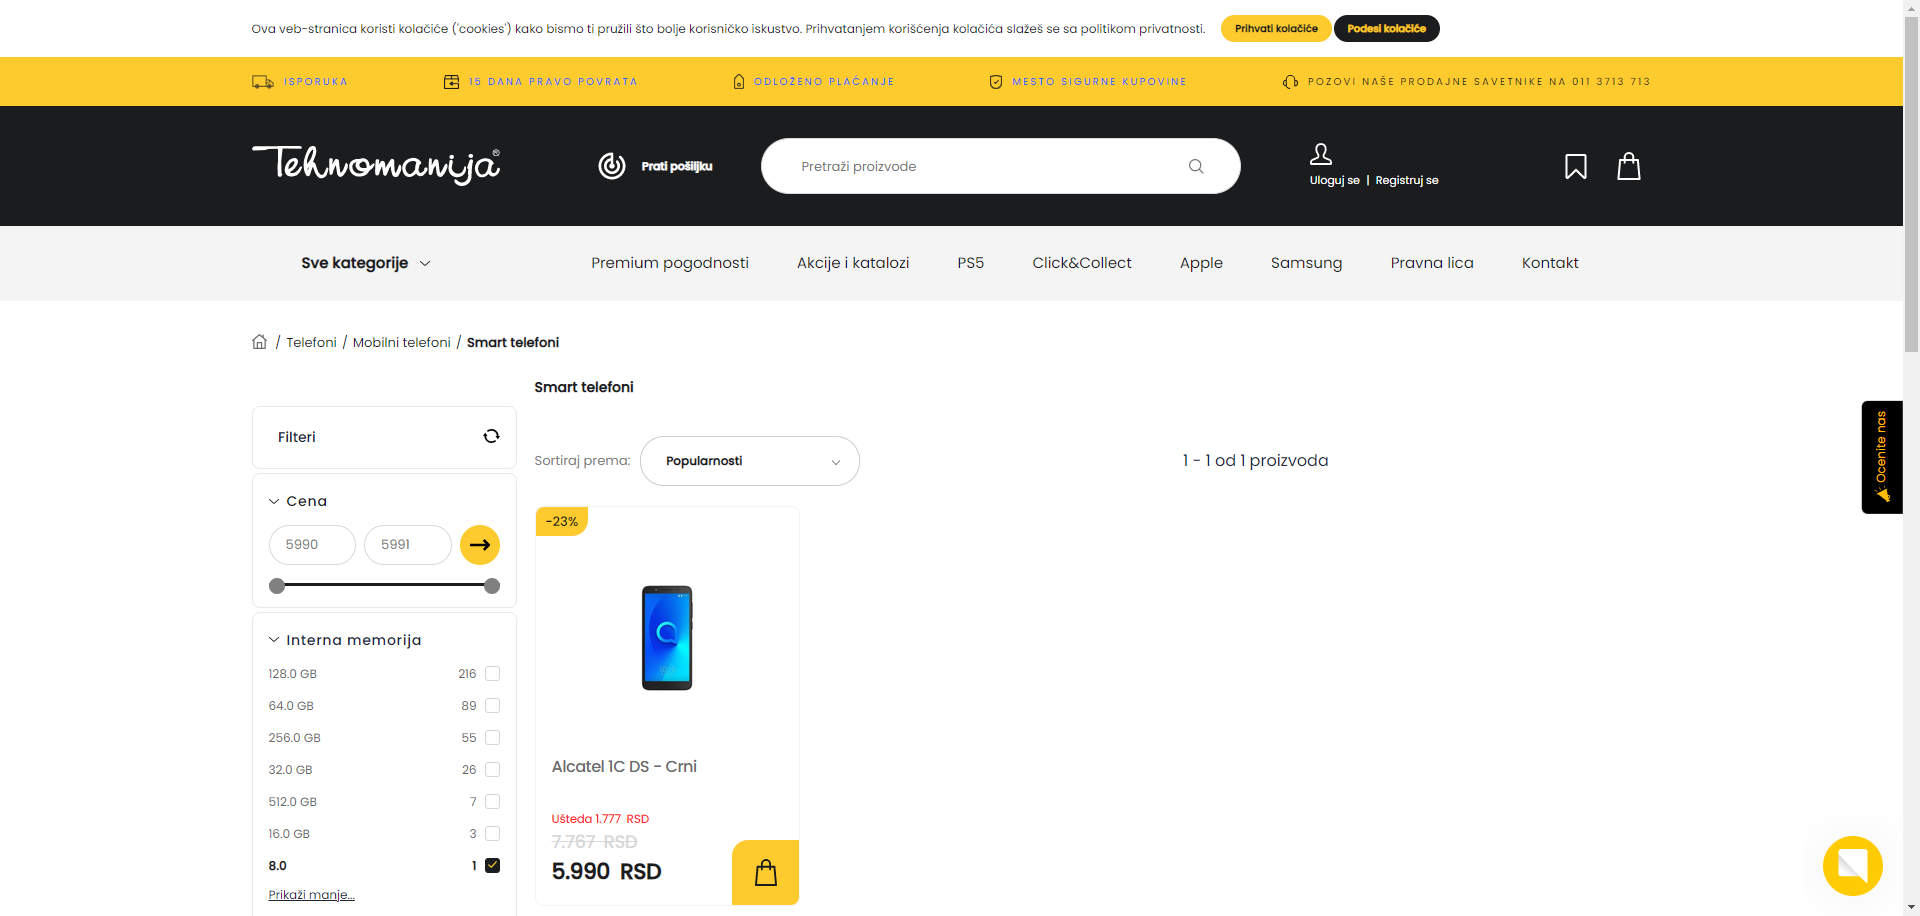 Ova veb-stranica koristi kolačiće ('cookies') kako bismo ti pružili što bolje korisničko iskustvo. Prihvatanjem korišćenja kolačića slažeš se sa politikom privatnosti.
Prihvati kolačiće
Podesi kolačiće
ISPORUKA
15 DANA PRAVO POVRATA
ODLOŽENO PLAĆANJE
MESTO SIGURNE KUPOVINE
POZOVI NAŠE PRODAJNE SAVETNIKE NA 011 3713 713
Tehnomanija®
Prati pošiljku
Pretraži proizvode
Uloguj se | Registruj se
Sve kategorije
Premium pogodnosti
Akcije i katalozi
PS5
Click&Collect
Apple
Samsung
Pravna lica
Kontakt
/ Telefoni / Mobilni telefoni / Smart telefoni
Smart telefoni
Filteri
Sortiraj prema:
Popularnosti
1 - 1 od 1 proizvoda
Ocenite nas
Cena
5990
5991
Interna memorija
128.0 GB 216
64.0 GB 89
256.0 GB 55
32.0 GB 26
512.0 GB 7
16.0 GB 3
8.0 1
Prikaži manje...
-23%
Alcatel 1C DS - Crni
Ušteda 1.777 RSD
7.767 RSD
5.990 RSD